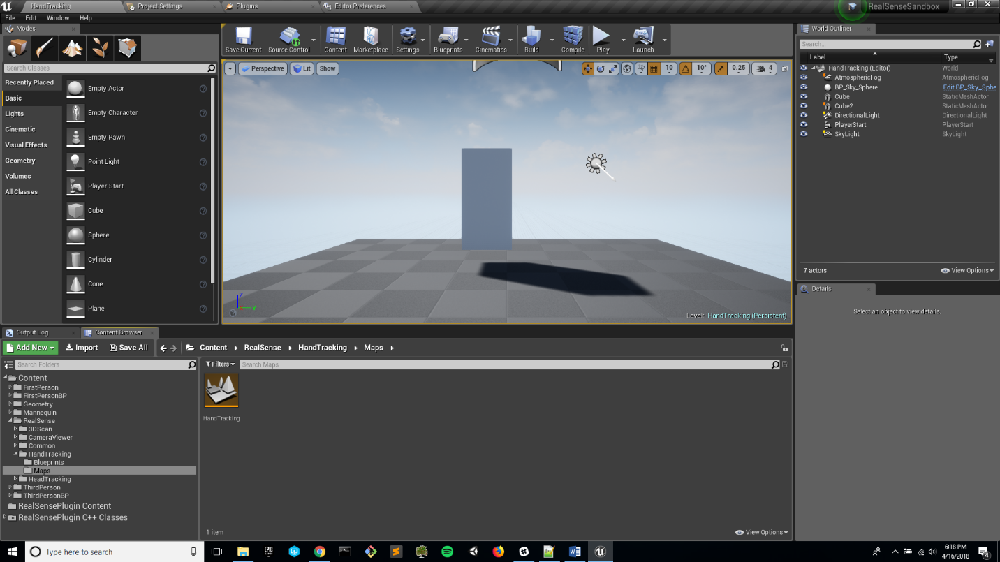 HandTracking
Project Settings
Plugins
Editor Preferences
RealSenseSandbox
File Edit Window Help
Modes
Search Classes
Recently Placed
Basic
Lights
Cinematic
Visual Effects
Geometry
Volumes
All Classes
Empty Actor
Empty Character
Empty Pawn
Point Light
Player Start
Cube
Sphere
Cylinder
Cone
Plane
Save Current Source Control Content Marketplace Settings Blueprints Cinematics Build Compile Play Launch
Perspective Lit Show
10 10° 0.25 4
Z
Y
Level: HandTracking (Persistent)
World Outliner
Search...
Label Type
HandTracking (Editor) World
AtmosphericFog AtmosphericFog
BP_Sky_Sphere Edit BP_Sky_Sphe
Cube StaticMeshActor
Cube2 StaticMeshActor
DirectionalLight DirectionalLight
PlayerStart PlayerStart
SkyLight SkyLight
7 actors View Options
Details
Select an object to view details.
Output Log
Content Browser
Add New Import Save All Content RealSense HandTracking Maps
Search Folders
Filters Search Maps
Content
FirstPerson
FirstPersonBP
Geometry
Mannequin
RealSense
3DScan
CameraViewer
Common
HandTracking
Blueprints
Maps
HeadTracking
ThirdPerson
ThirdPersonBP
RealSensePlugin Content
RealSensePlugin C++ Classes
HandTracking
1 item View Options
Type here to search
EPIC
GAMES
6:18 PM
4/16/2018
4